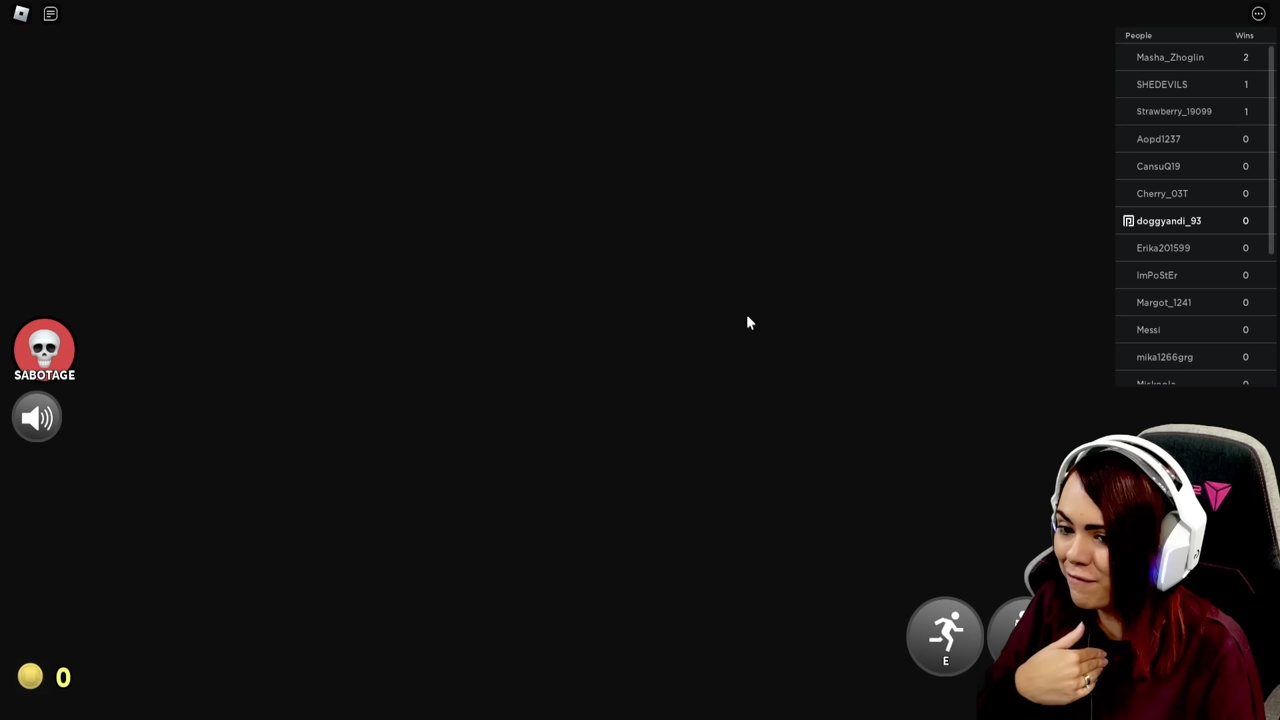 People Wins
Masha_Zhoglin 2
SHEDEVILS 1
Strawberry_19099 1
Aopd1237 0
CansuQ19 0
Cherry_03T 0
doggyandi_93 0
Erika201599 0
ImPoStEr 0
Margot_1241 0
Messi 0
mika1266grg 0
SABOTAGE
E
0